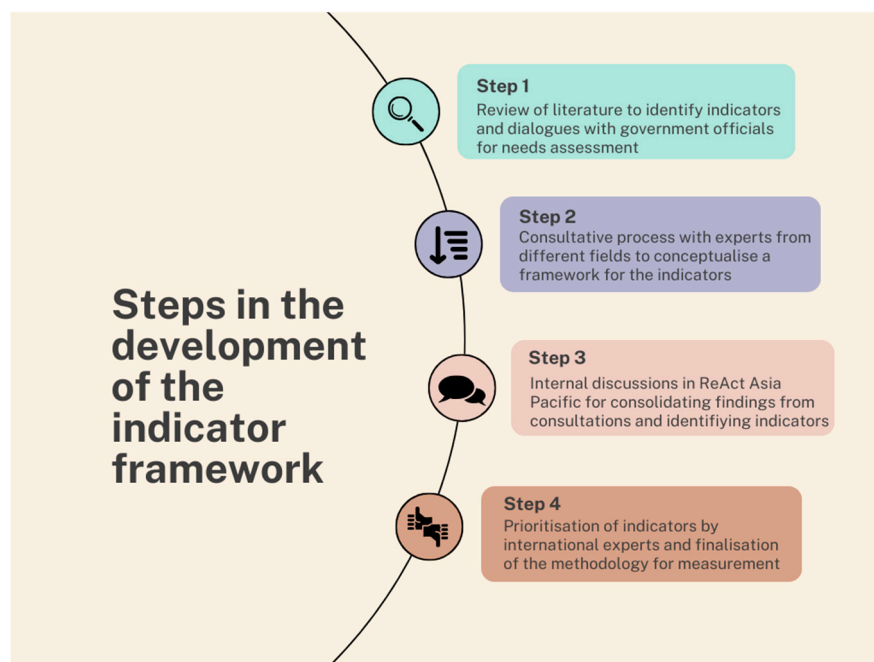 Steps in the
development
of the
indicator
framework
Step 1
Review of literature to identify indicators
and dialogues with government officials
for needs assessment
Step 2
Consultative process with experts from
different fields to conceptualise a
framework for the indicators
Step 3
Internal discussions in ReAct Asia
Pacific for consolidating findings from
consultations and identifiying indicators
Step 4
Prioritisation of indicators by
international experts and finalisation
of the methodology for measurement